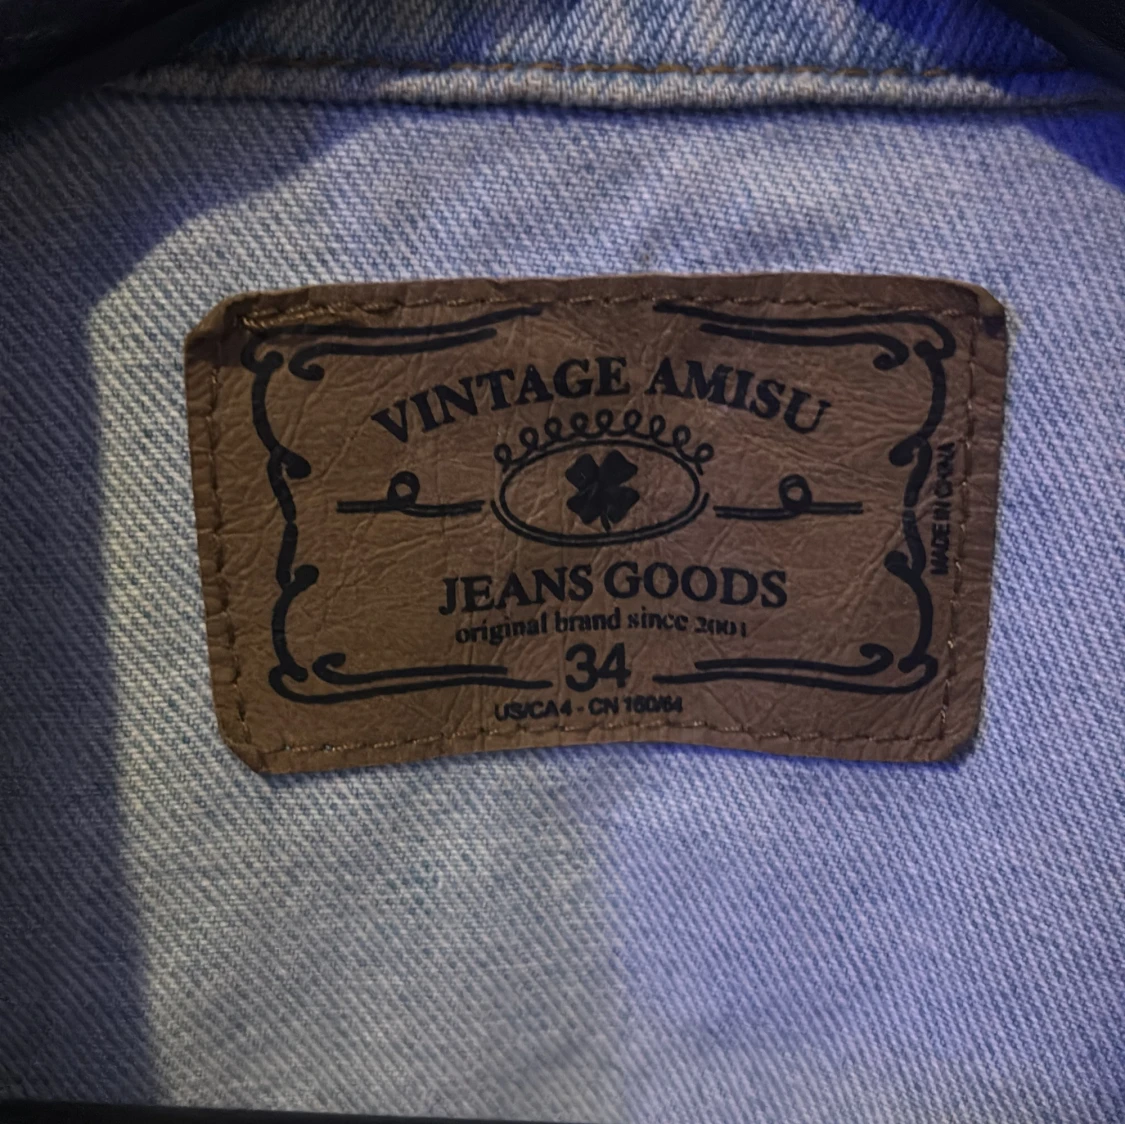 VINTAGE AMISU
JEANS GOODS
original brand since 2001
34
US/CA 4 - CN 160/64
MADE IN CHINA